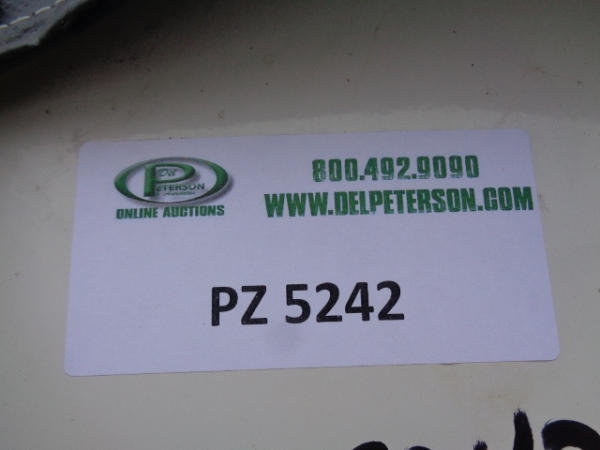 Del
PETERSON
ONLINE AUCTIONS
800.492.9090
WWW.DELPETERSON.COM
PZ 5242